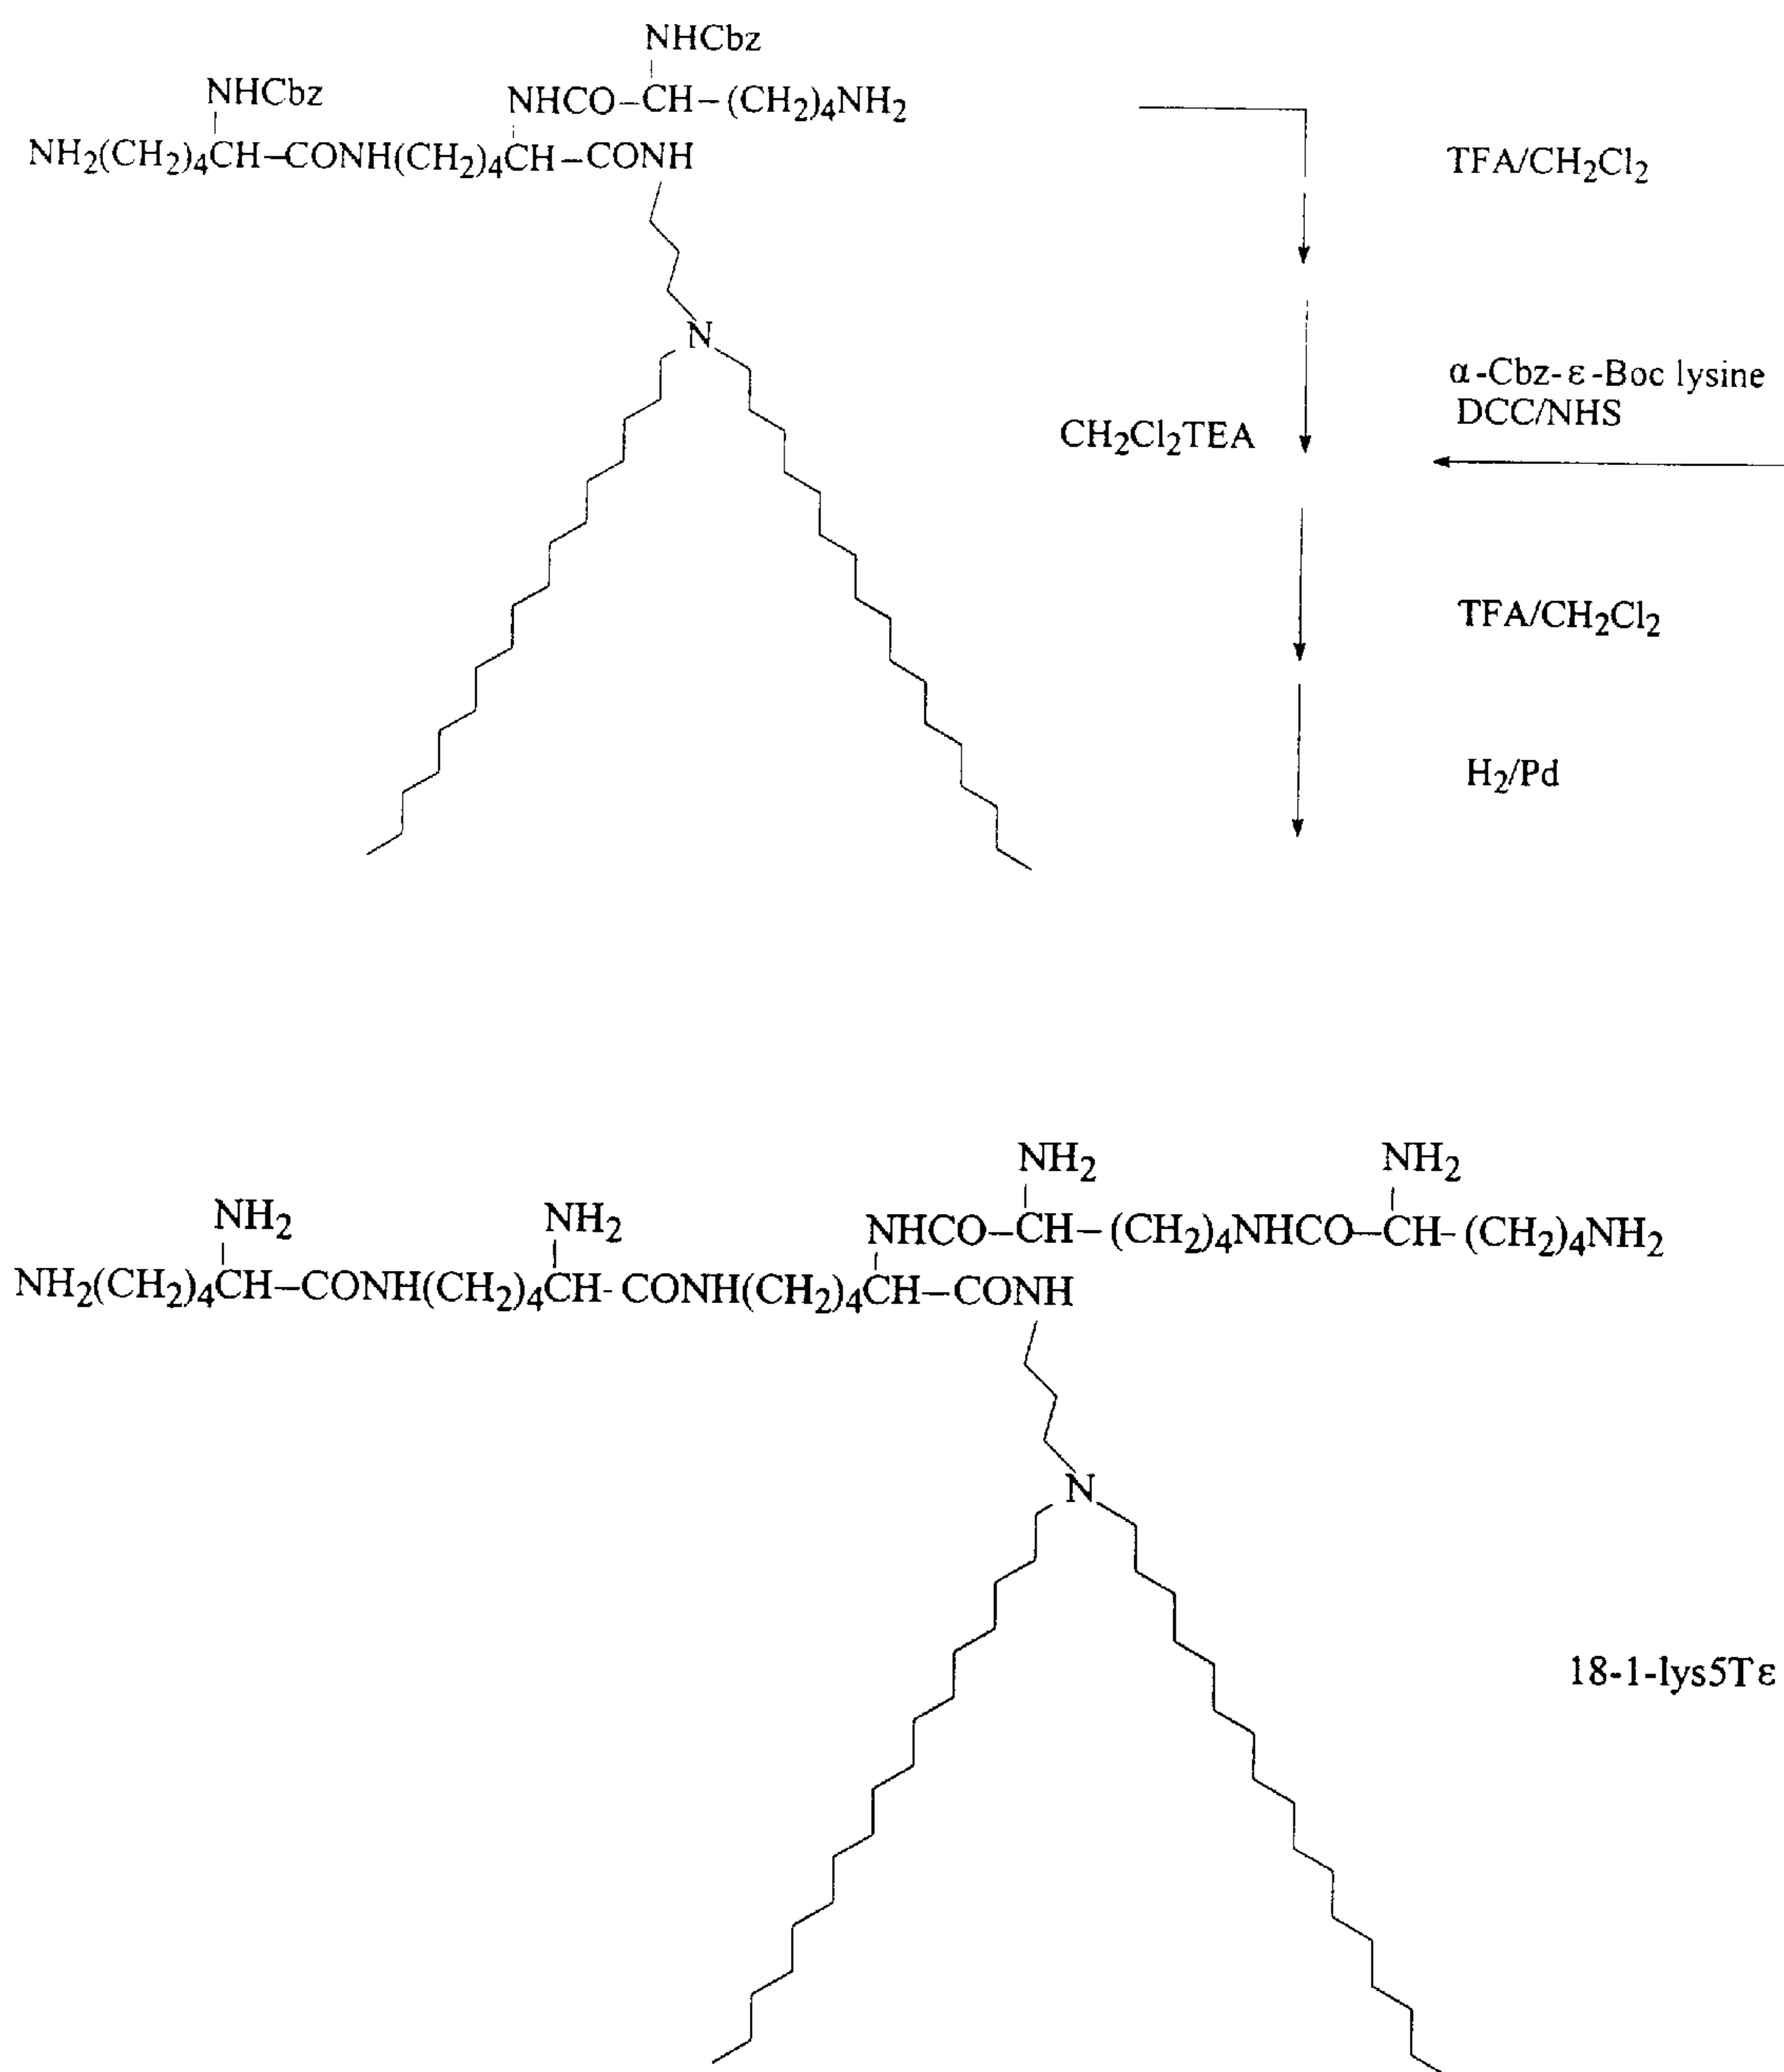 NHCbz
NHCbz
NHCO–CH–(CH2)4NH2
NH2(CH2)4CH–CONH(CH2)4CH–CONH
TFA/CH2Cl2
N
α-Cbz-ε-Boc lysine
DCC/NHS
CH2Cl2TEA
TFA/CH2Cl2
H2/Pd
NH2 NH2
NH2 NH2
NHCO–CH–(CH2)4NHCO–CH-(CH2)4NH2
NH2(CH2)4CH–CONH(CH2)4CH-CONH(CH2)4CH–CONH
N
18-1-lys5Tε